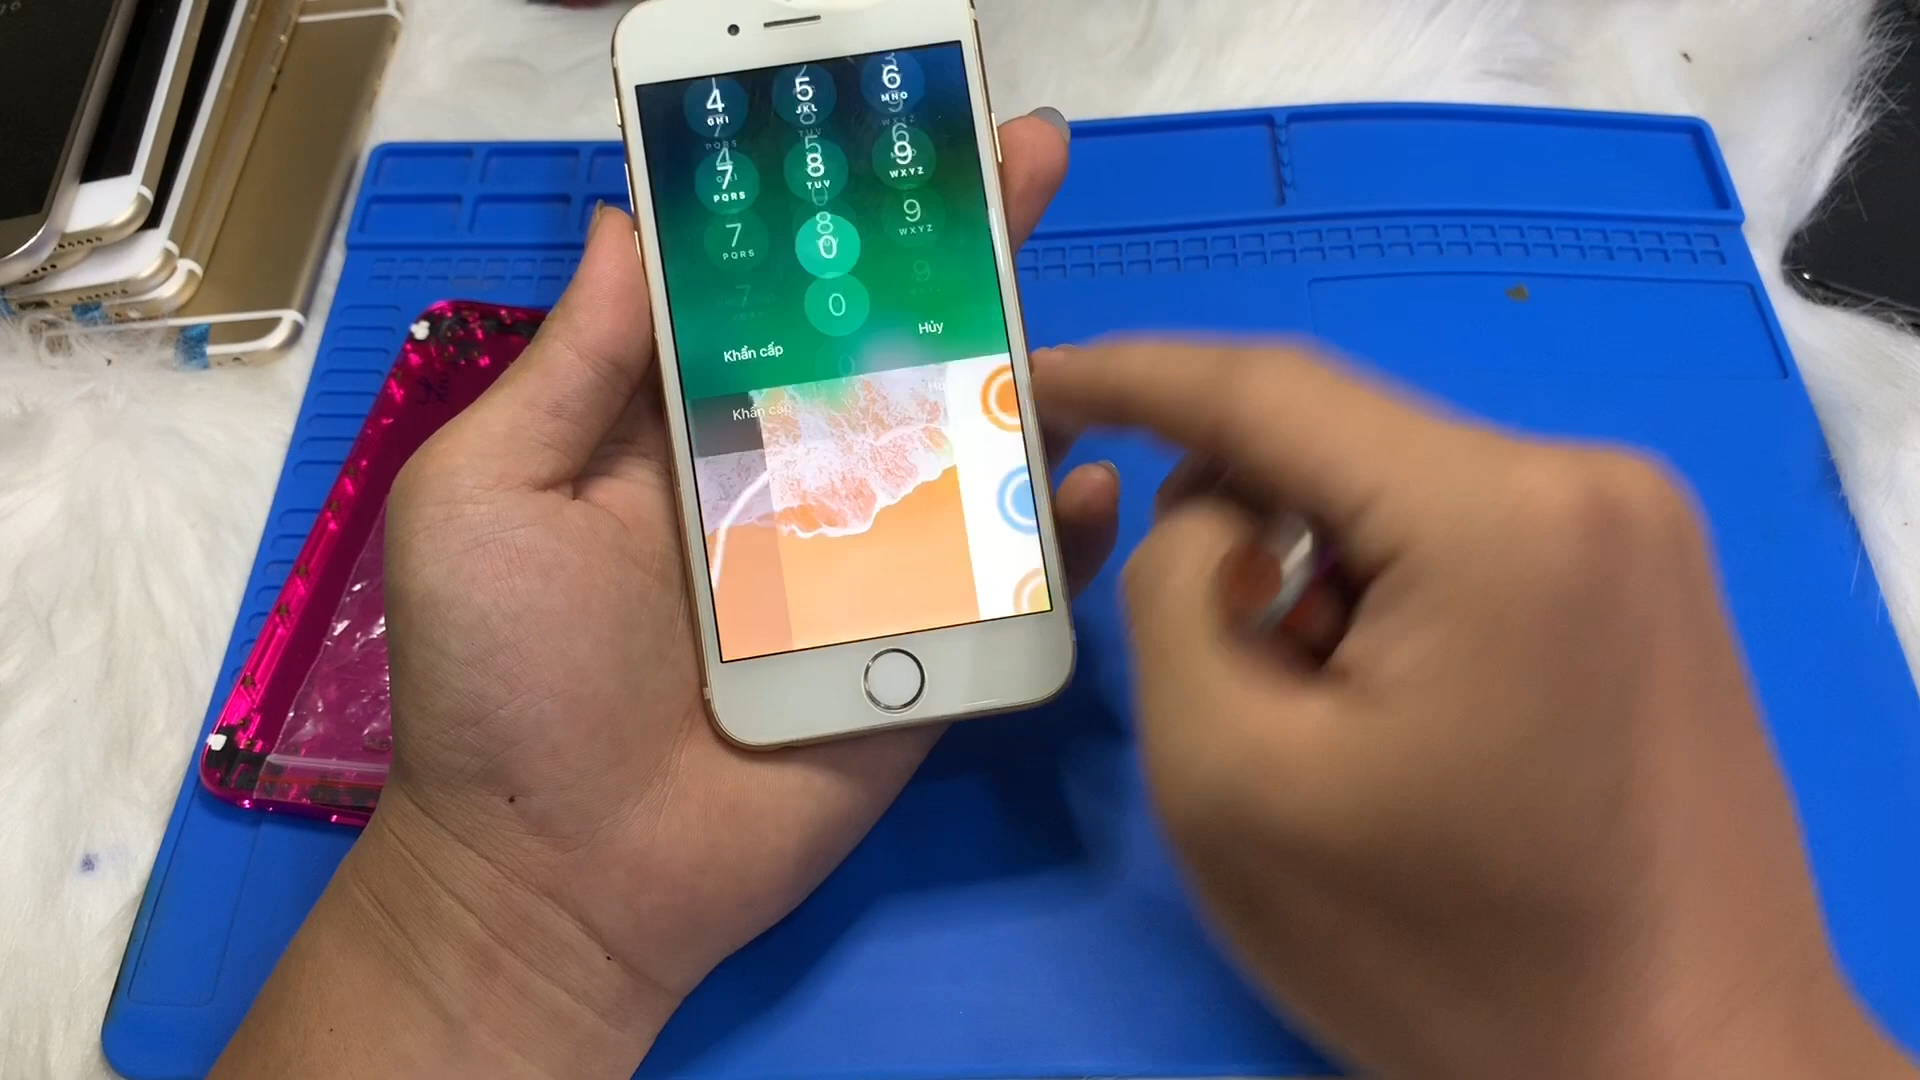 4 5 6
GHI JKL MNO
7 8 9
PQRS TUV WXYZ
7 0 9
PQRS WXYZ
0
Khẩn cấp Hủy
Khẩn cấp